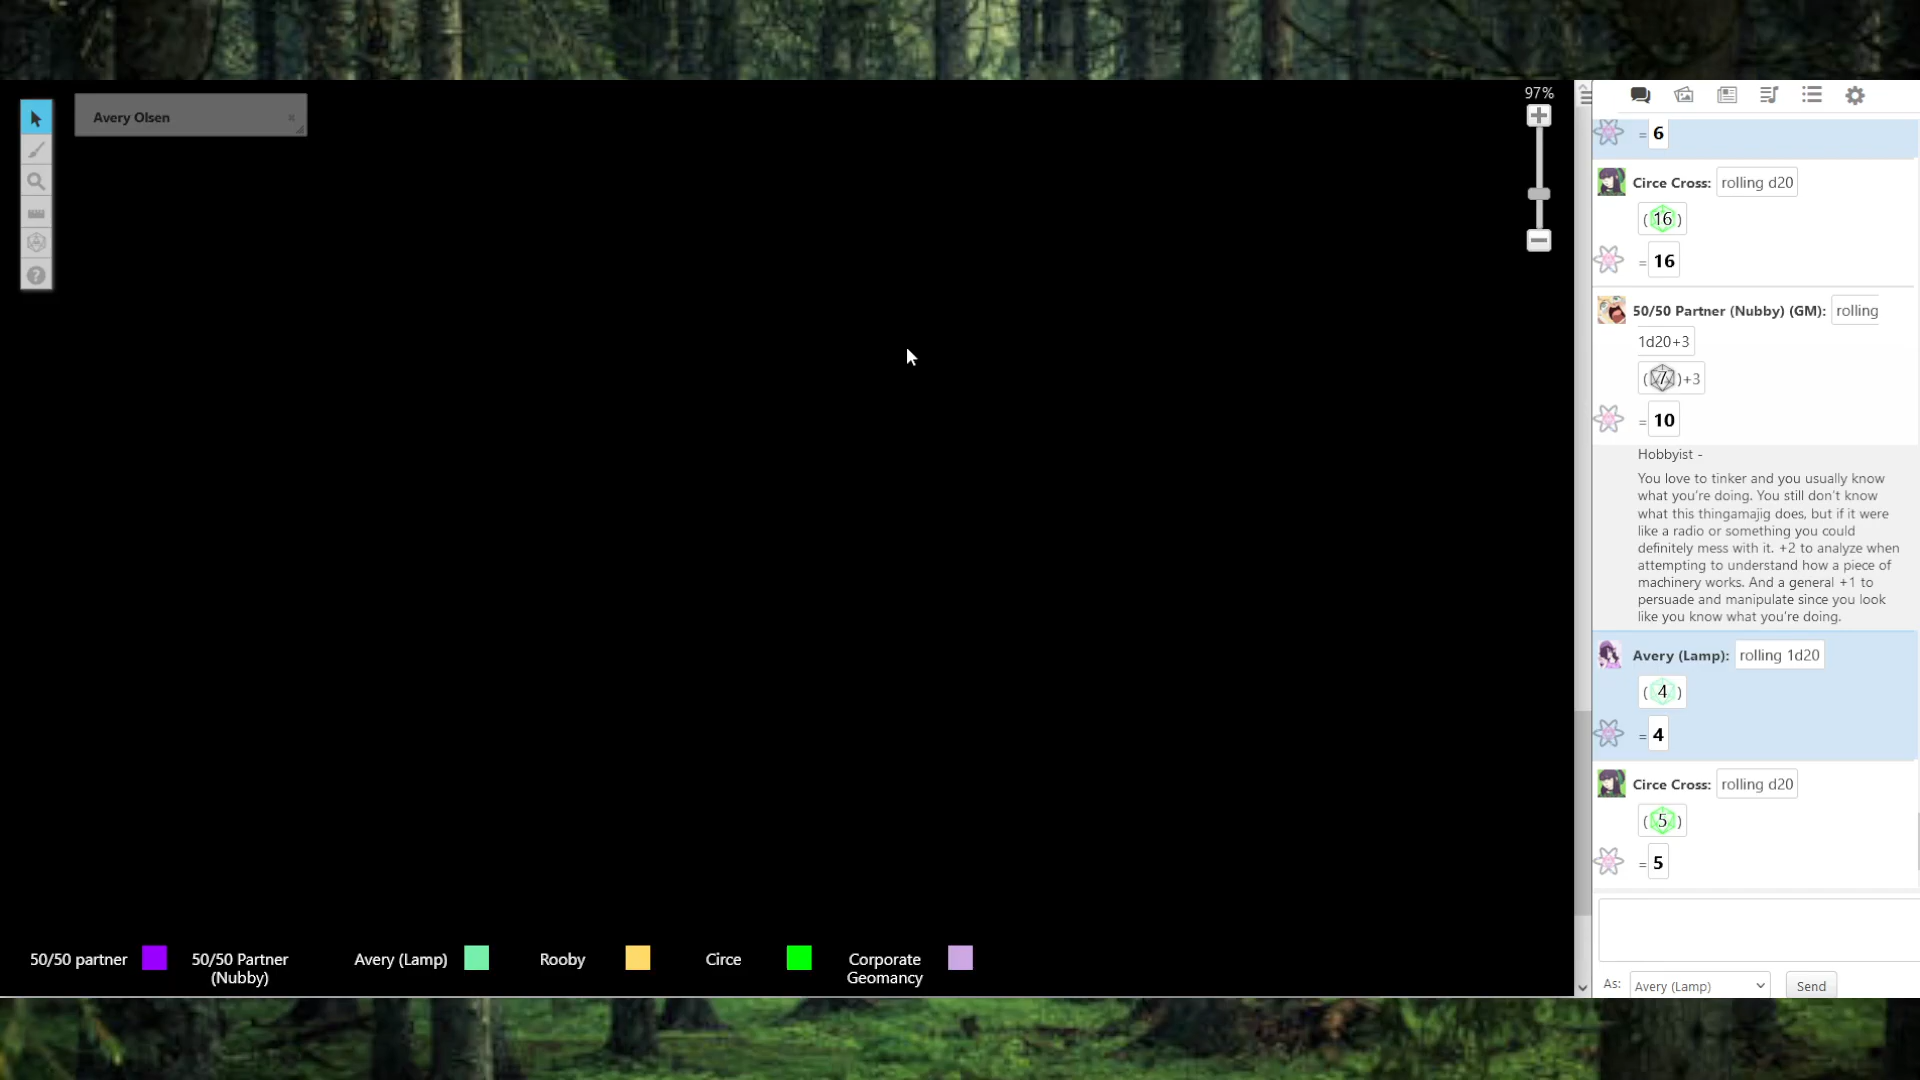 Avery Olsen
97%
= 6
Circe Cross: rolling d20
(16)
= 16
50/50 Partner (Nubby) (GM): rolling
1d20+3
(7)+3
= 10
Hobbyist -
You love to tinker and you usually know
what you're doing. You still don't know
what this thingamajig does, but if it were
like a radio or something you could
definitely mess with it. +2 to analyze when
attempting to understand how a piece of
machinery works. And a general +1 to
persuade and manipulate since you look
like you know what you're doing.
Avery (Lamp): rolling 1d20
(4)
= 4
Circe Cross: rolling d20
(5)
= 5
As: Avery (Lamp) Send
50/50 partner
50/50 Partner
(Nubby)
Avery (Lamp)
Rooby
Circe
Corporate
Geomancy